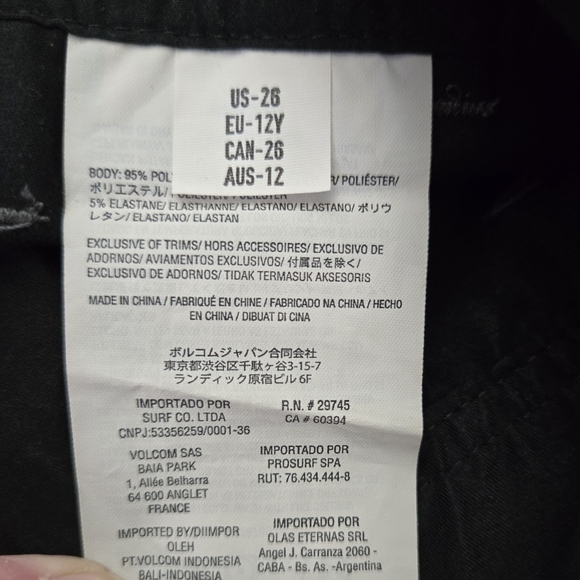 US-26
EU-12Y
CAN-26
AUS-12
BODY: 95% POL / POLIÉSTER/
ポリエステル/ POLIESTER/ POLIESTER
5% ELASTANE/ ELASTHANNE/ ELASTANO/ ELASTANO/ ポリウ
レタン/ ELASTANO/ ELASTAN
EXCLUSIVE OF TRIMS/ HORS ACCESSOIRES/ EXCLUSIVO DE
ADORNOS/ AVIAMENTOS EXCLUSIVOS/ 付属品を除く/
EXCLUSIVO DE ADORNOS/ TIDAK TERMASUK AKSESORIS
MADE IN CHINA / FABRIQUÉ EN CHINE / FABRICADO NA CHINA / HECHO
EN CHINA / DIBUAT DI CINA
ボルコムジャパン合同会社
東京都渋谷区千駄ヶ谷3-15-7
ランディック原宿ビル 6F
IMPORTADO POR
SURF CO. LTDA
CNPJ:53356259/0001-36
R.N. # 29745
CA # 60394
VOLCOM SAS
BAIA PARK
1, Allée Belharra
64 600 ANGLET
FRANCE
IMPORTADO POR
PROSURF SPA
RUT: 76.434.444-8
IMPORTED BY/DIIMPOR
OLEH
PT.VOLCOM INDONESIA
BALI-INDONESIA
IMPORTADO POR
OLAS ETERNAS SRL
Angel J. Carranza 2060 -
CABA - Bs. As. -Argentina